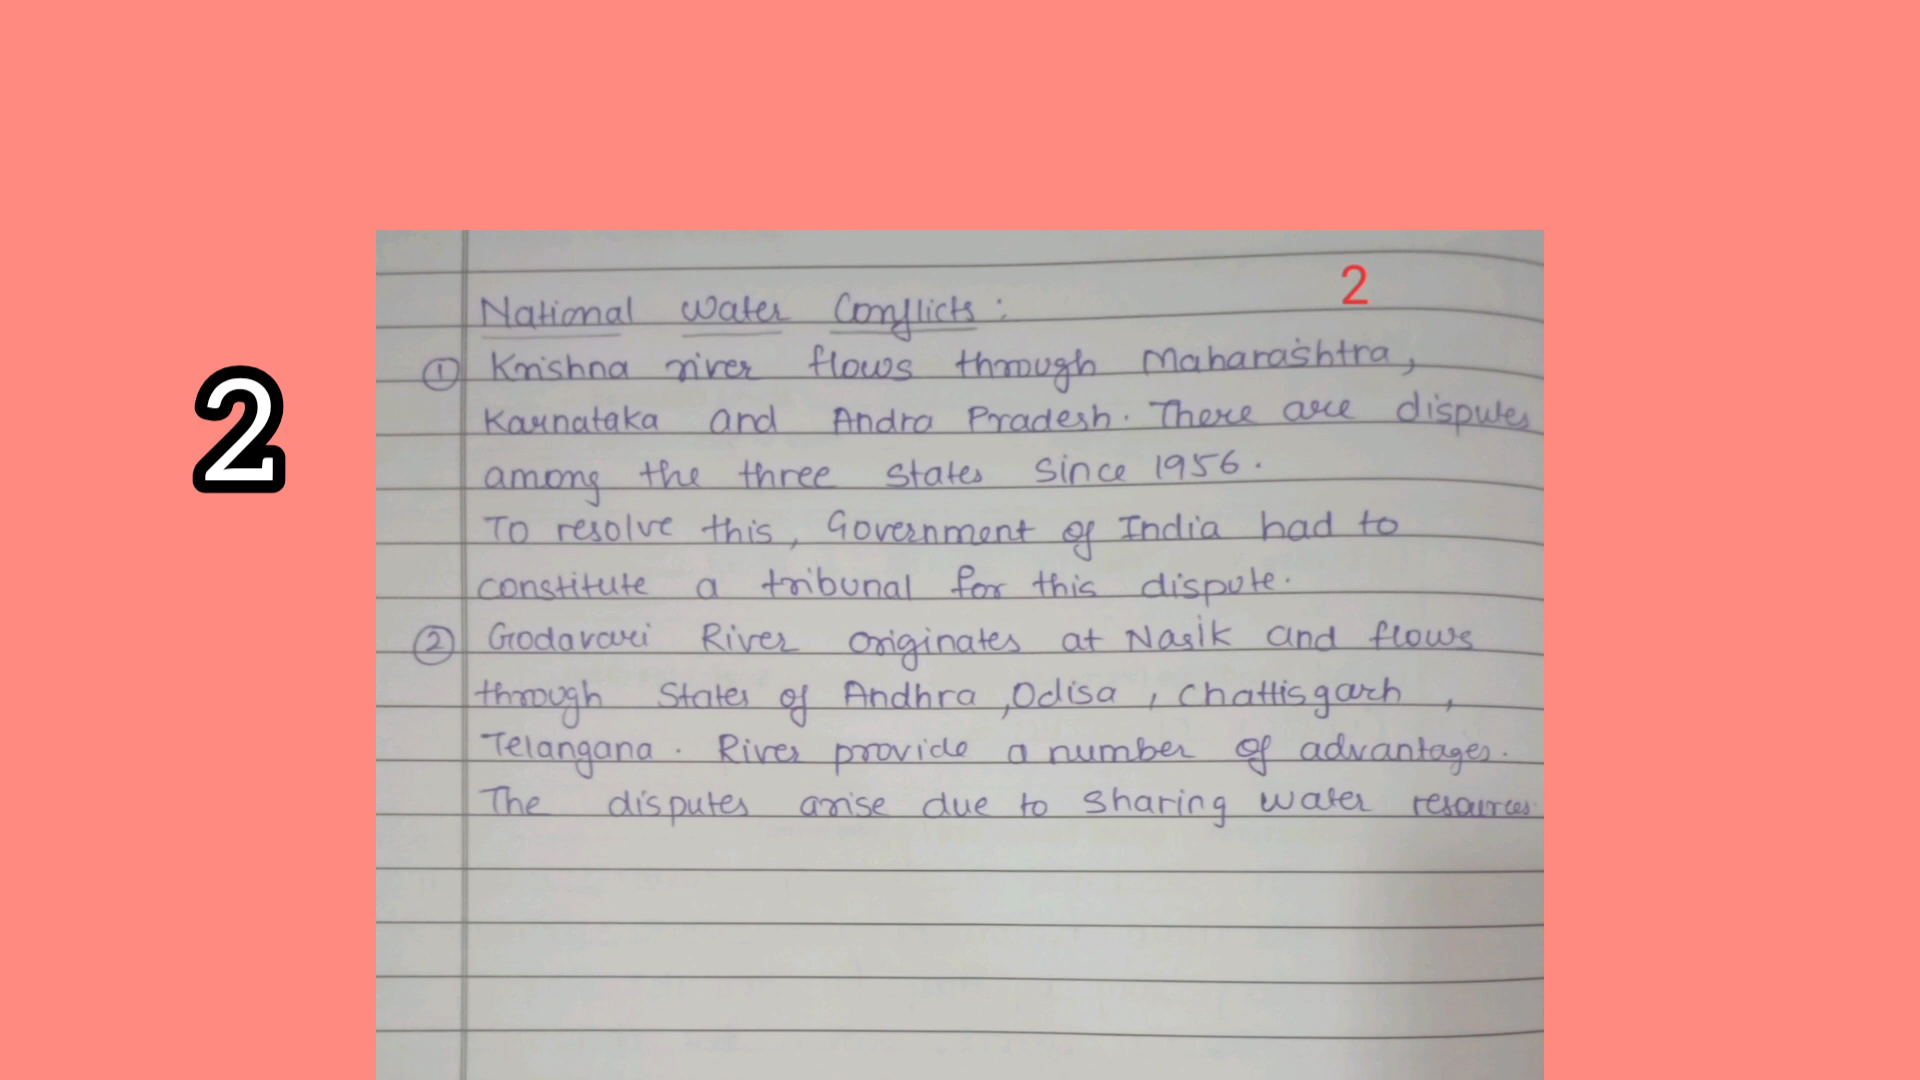 2
2
National Water Conflicts :
① Krishna river flows through Maharashtra,
Karnataka and Andra Pradesh. There are disputes
among the three states since 1956.
To resolve this, Government of India had to
constitute a tribunal for this dispute.
② Godavari River originates at Nasik and flows
through States of Andhra, Odisa, Chattisgarh,
Telangana. River provide a number of advantages.
The disputes arise due to sharing water resources.